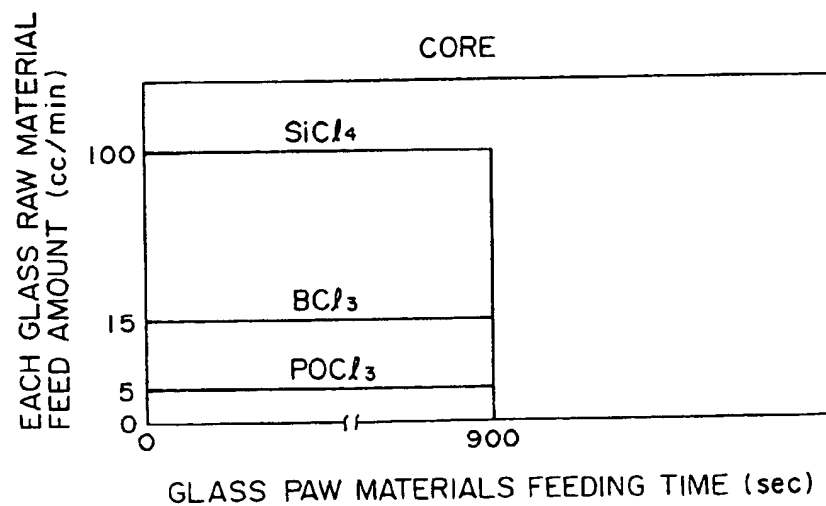 CORE
EACH GLASS RAW MATERIAL
FEED AMOUNT (cc/min)
SiCl4
100
BCl3
15
POCl3
5
0
0
900
GLASS PAW MATERIALS FEEDING TIME (sec)